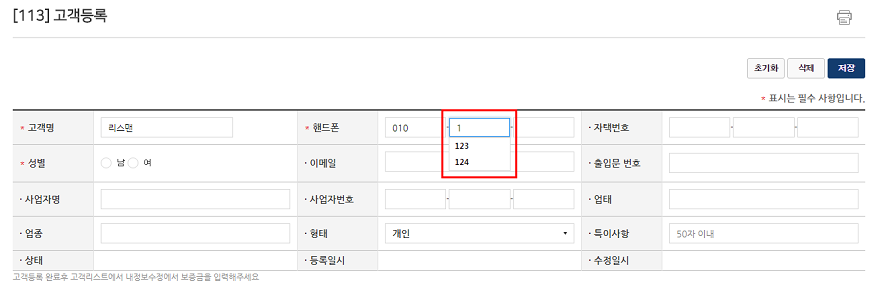 [113] 고객등록
초기화 삭제 저장
* 표시는 필수 사항입니다.
* 고객명 리스맨 * 핸드폰 010 - 1 - · 자택번호 - -
123
124
* 성별 남 여 · 이메일 · 출입문 번호
· 사업자명 · 사업자번호 - - · 업태
· 업종 · 형태 개인 · 특이사항 50자 이내
· 상태 · 등록일시 · 수정일시
고객등록 완료후 고객리스트에서 내정보수정에서 보증금을 입력해주세요